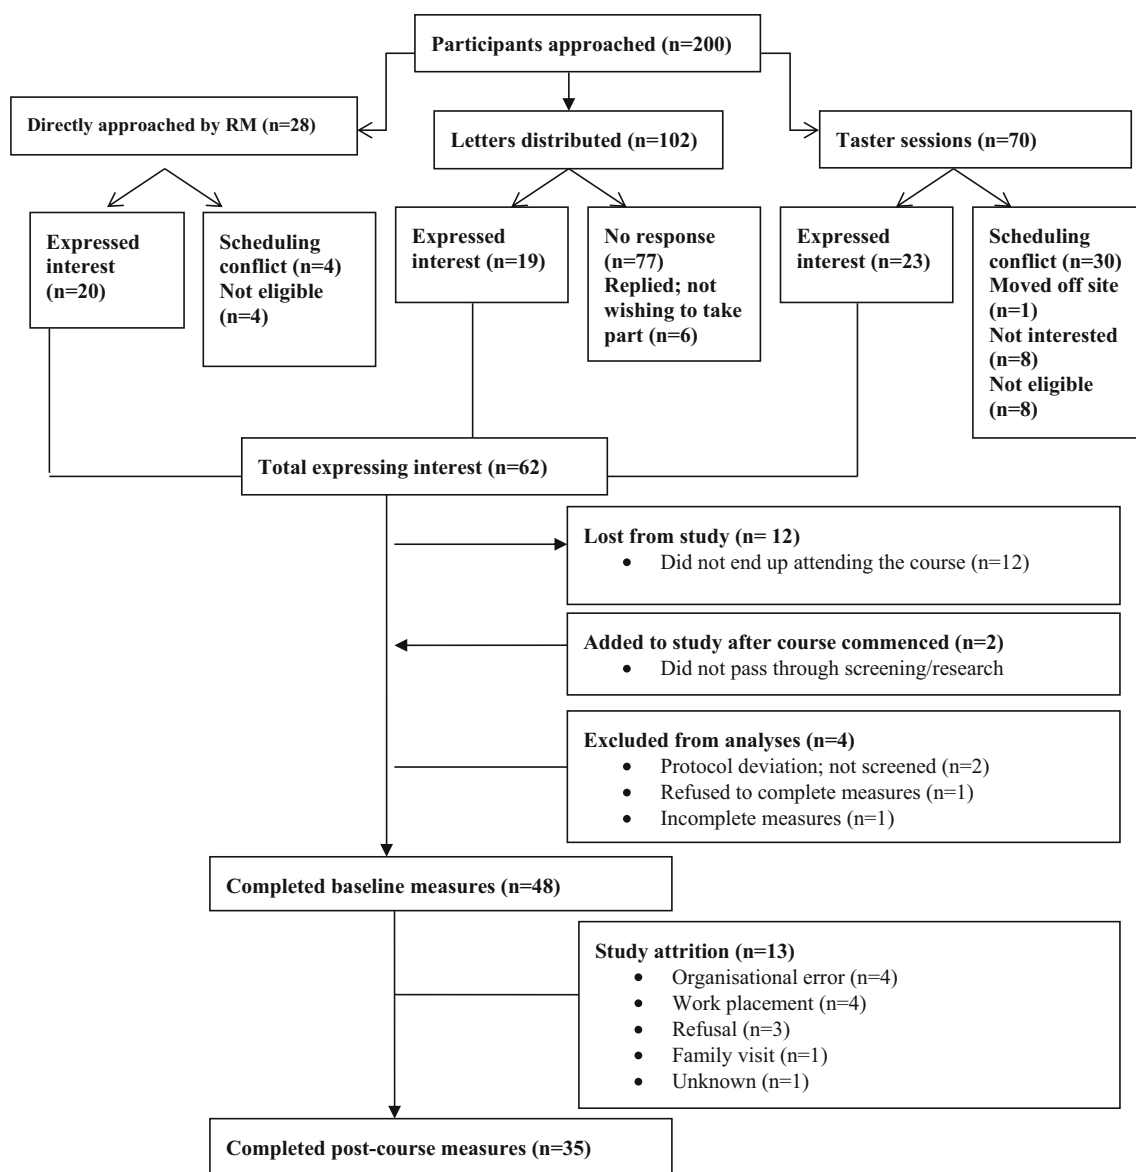 Participants approached (n=200)
Directly approached by RM (n=28)
Letters distributed (n=102)
Taster sessions (n=70)
Expressed
interest
(n=20)
Scheduling
conflict (n=4)
Not eligible
(n=4)
Expressed
interest (n=19)
No response
(n=77)
Replied; not
wishing to take
part (n=6)
Expressed
interest (n=23)
Scheduling
conflict (n=30)
Moved off site
(n=1)
Not interested
(n=8)
Not eligible
(n=8)
Total expressing interest (n=62)
Lost from study (n= 12)
• Did not end up attending the course (n=12)
Added to study after course commenced (n=2)
• Did not pass through screening/research
Excluded from analyses (n=4)
• Protocol deviation; not screened (n=2)
• Refused to complete measures (n=1)
• Incomplete measures (n=1)
Completed baseline measures (n=48)
Study attrition (n=13)
• Organisational error (n=4)
• Work placement (n=4)
• Refusal (n=3)
• Family visit (n=1)
• Unknown (n=1)
Completed post-course measures (n=35)